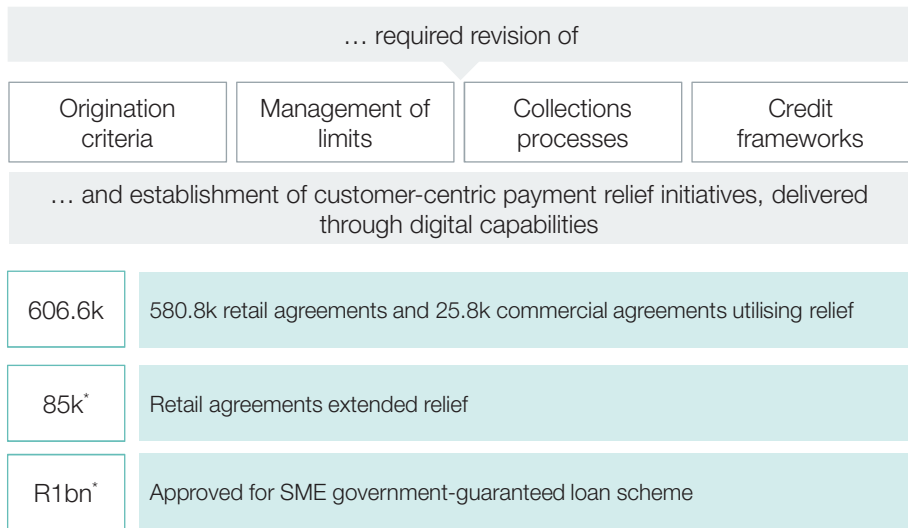 … required revision of
Origination
criteria
Management of
limits
Collections
processes
Credit
frameworks
… and establishment of customer-centric payment relief initiatives, delivered
through digital capabilities
606.6k
580.8k retail agreements and 25.8k commercial agreements utilising relief
85k*
Retail agreements extended relief
R1bn*
Approved for SME government-guaranteed loan scheme